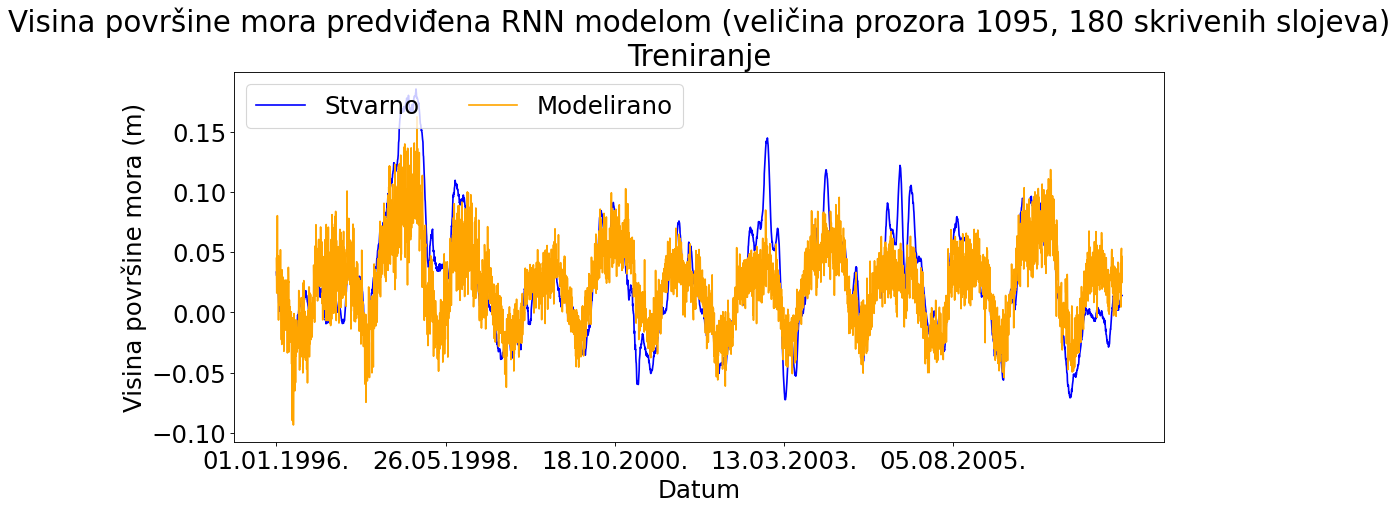 Visina površine mora predviđena RNN modelom (veličina prozora 1095, 180 skrivenih slojeva)
Treniranje
Stvarno Modelirano
Visina površine mora (m)
0.15
0.10
0.05
0.00
−0.05
−0.10
01.01.1996. 26.05.1998. 18.10.2000. 13.03.2003. 05.08.2005.
Datum